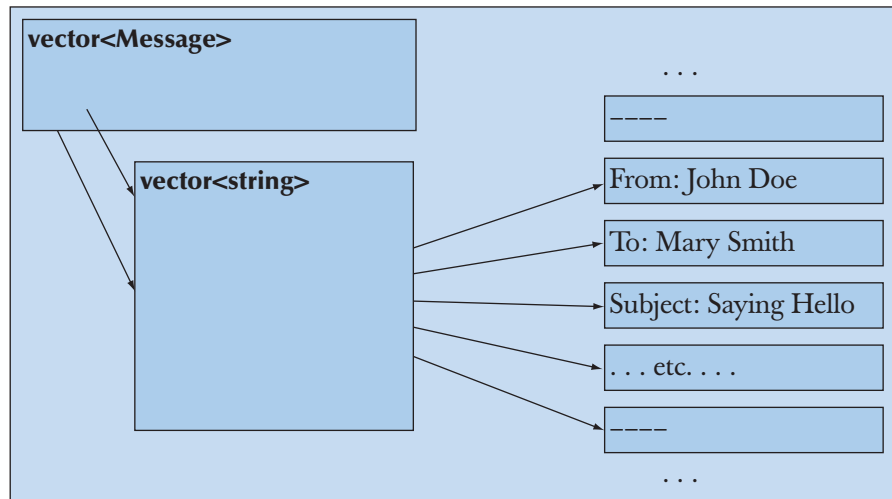 vector<Message>
. . .
––––
vector<string>
From: John Doe
To: Mary Smith
Subject: Saying Hello
. . . etc. . . .
––––
. . .